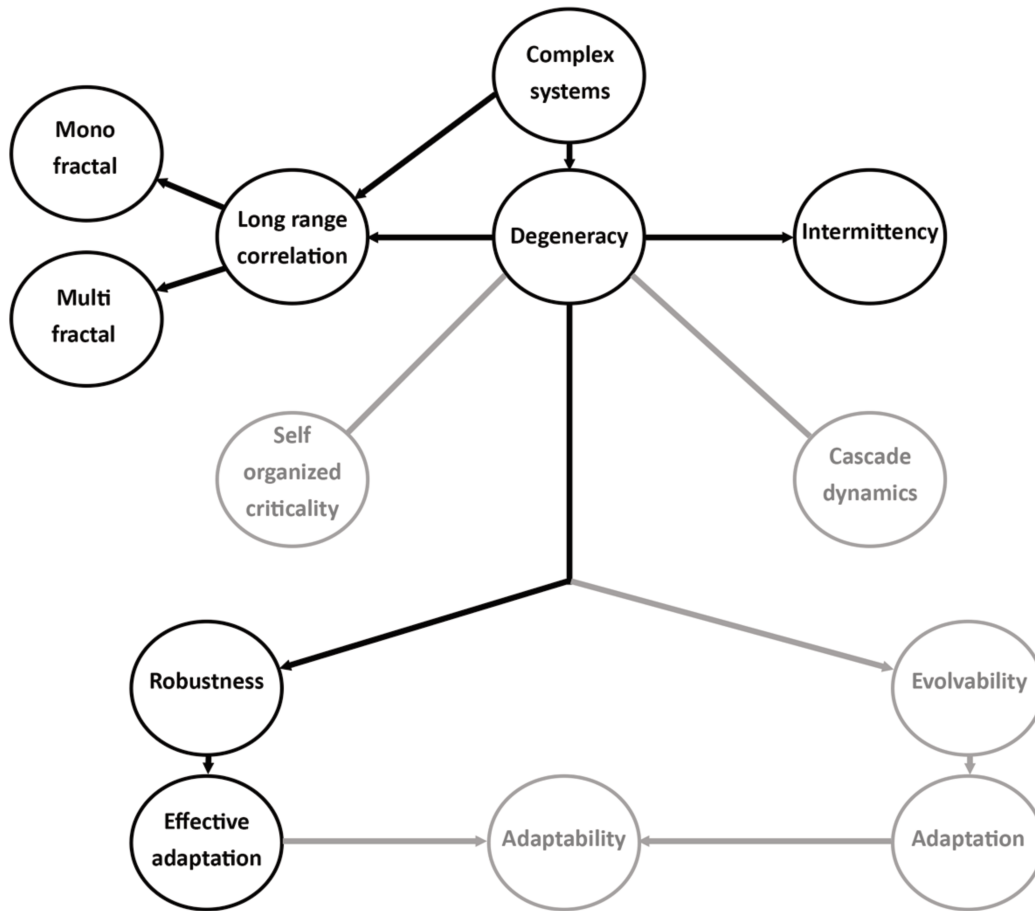 Complex
systems
Mono
fractal
Long range
correlation
Degeneracy
Intermittency
Multi
fractal
Self
organized
criticality
Cascade
dynamics
Robustness
Evolvability
Effective
adaptation
Adaptability
Adaptation